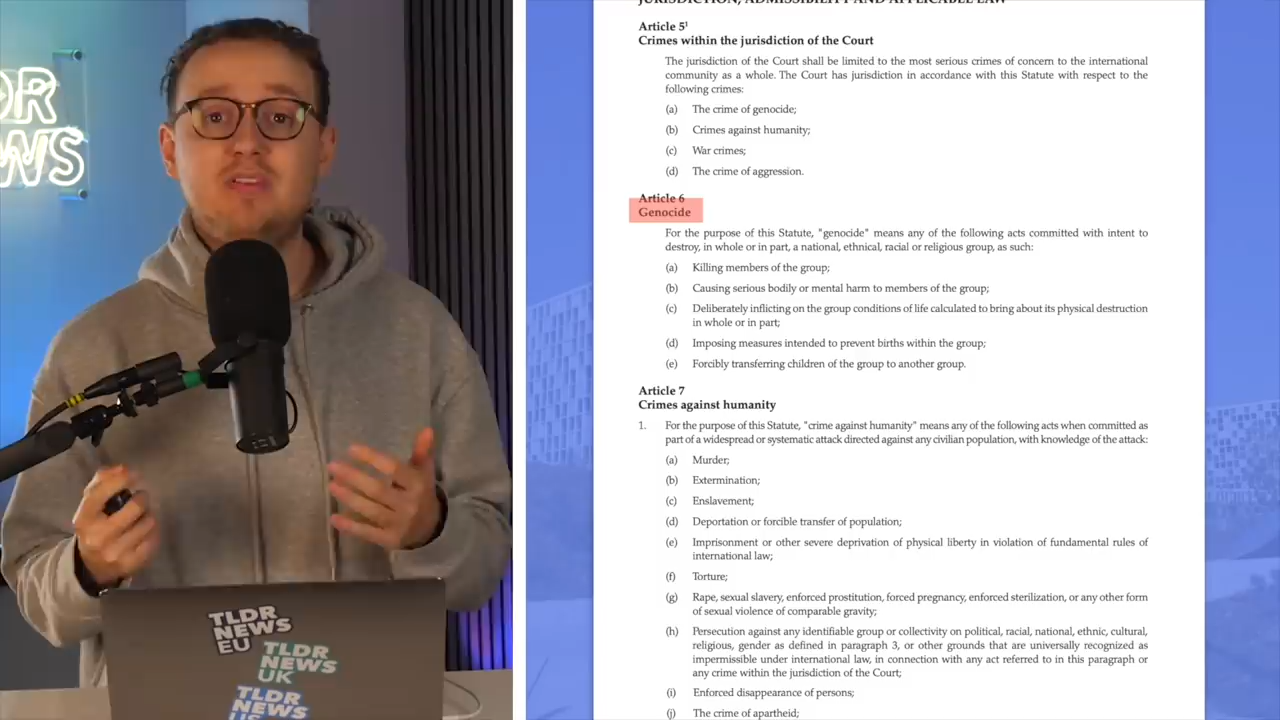 DR
EWS
TLDR
NEWS
EU
TLDR
NEWS
UK
TLDR
NEWS
JURISDICTION, ADMISSIBILITY AND APPLICABLE LAW
Article 5¹
Crimes within the jurisdiction of the Court
The jurisdiction of the Court shall be limited to the most serious crimes of concern to the international
community as a whole. The Court has jurisdiction in accordance with this Statute with respect to the
following crimes:
(a) The crime of genocide;
(b) Crimes against humanity;
(c) War crimes;
(d) The crime of aggression.
Article 6
Genocide
For the purpose of this Statute, "genocide" means any of the following acts committed with intent to
destroy, in whole or in part, a national, ethnical, racial or religious group, as such:
(a) Killing members of the group;
(b) Causing serious bodily or mental harm to members of the group;
(c) Deliberately inflicting on the group conditions of life calculated to bring about its physical destruction
in whole or in part;
(d) Imposing measures intended to prevent births within the group;
(e) Forcibly transferring children of the group to another group.
Article 7
Crimes against humanity
1. For the purpose of this Statute, "crime against humanity" means any of the following acts when committed as
part of a widespread or systematic attack directed against any civilian population, with knowledge of the attack:
(a) Murder;
(b) Extermination;
(c) Enslavement;
(d) Deportation or forcible transfer of population;
(e) Imprisonment or other severe deprivation of physical liberty in violation of fundamental rules of
international law;
(f) Torture;
(g) Rape, sexual slavery, enforced prostitution, forced pregnancy, enforced sterilization, or any other form
of sexual violence of comparable gravity;
(h) Persecution against any identifiable group or collectivity on political, racial, national, ethnic, cultural,
religious, gender as defined in paragraph 3, or other grounds that are universally recognized as
impermissible under international law, in connection with any act referred to in this paragraph or
any crime within the jurisdiction of the Court;
(i) Enforced disappearance of persons;
(j) The crime of apartheid;